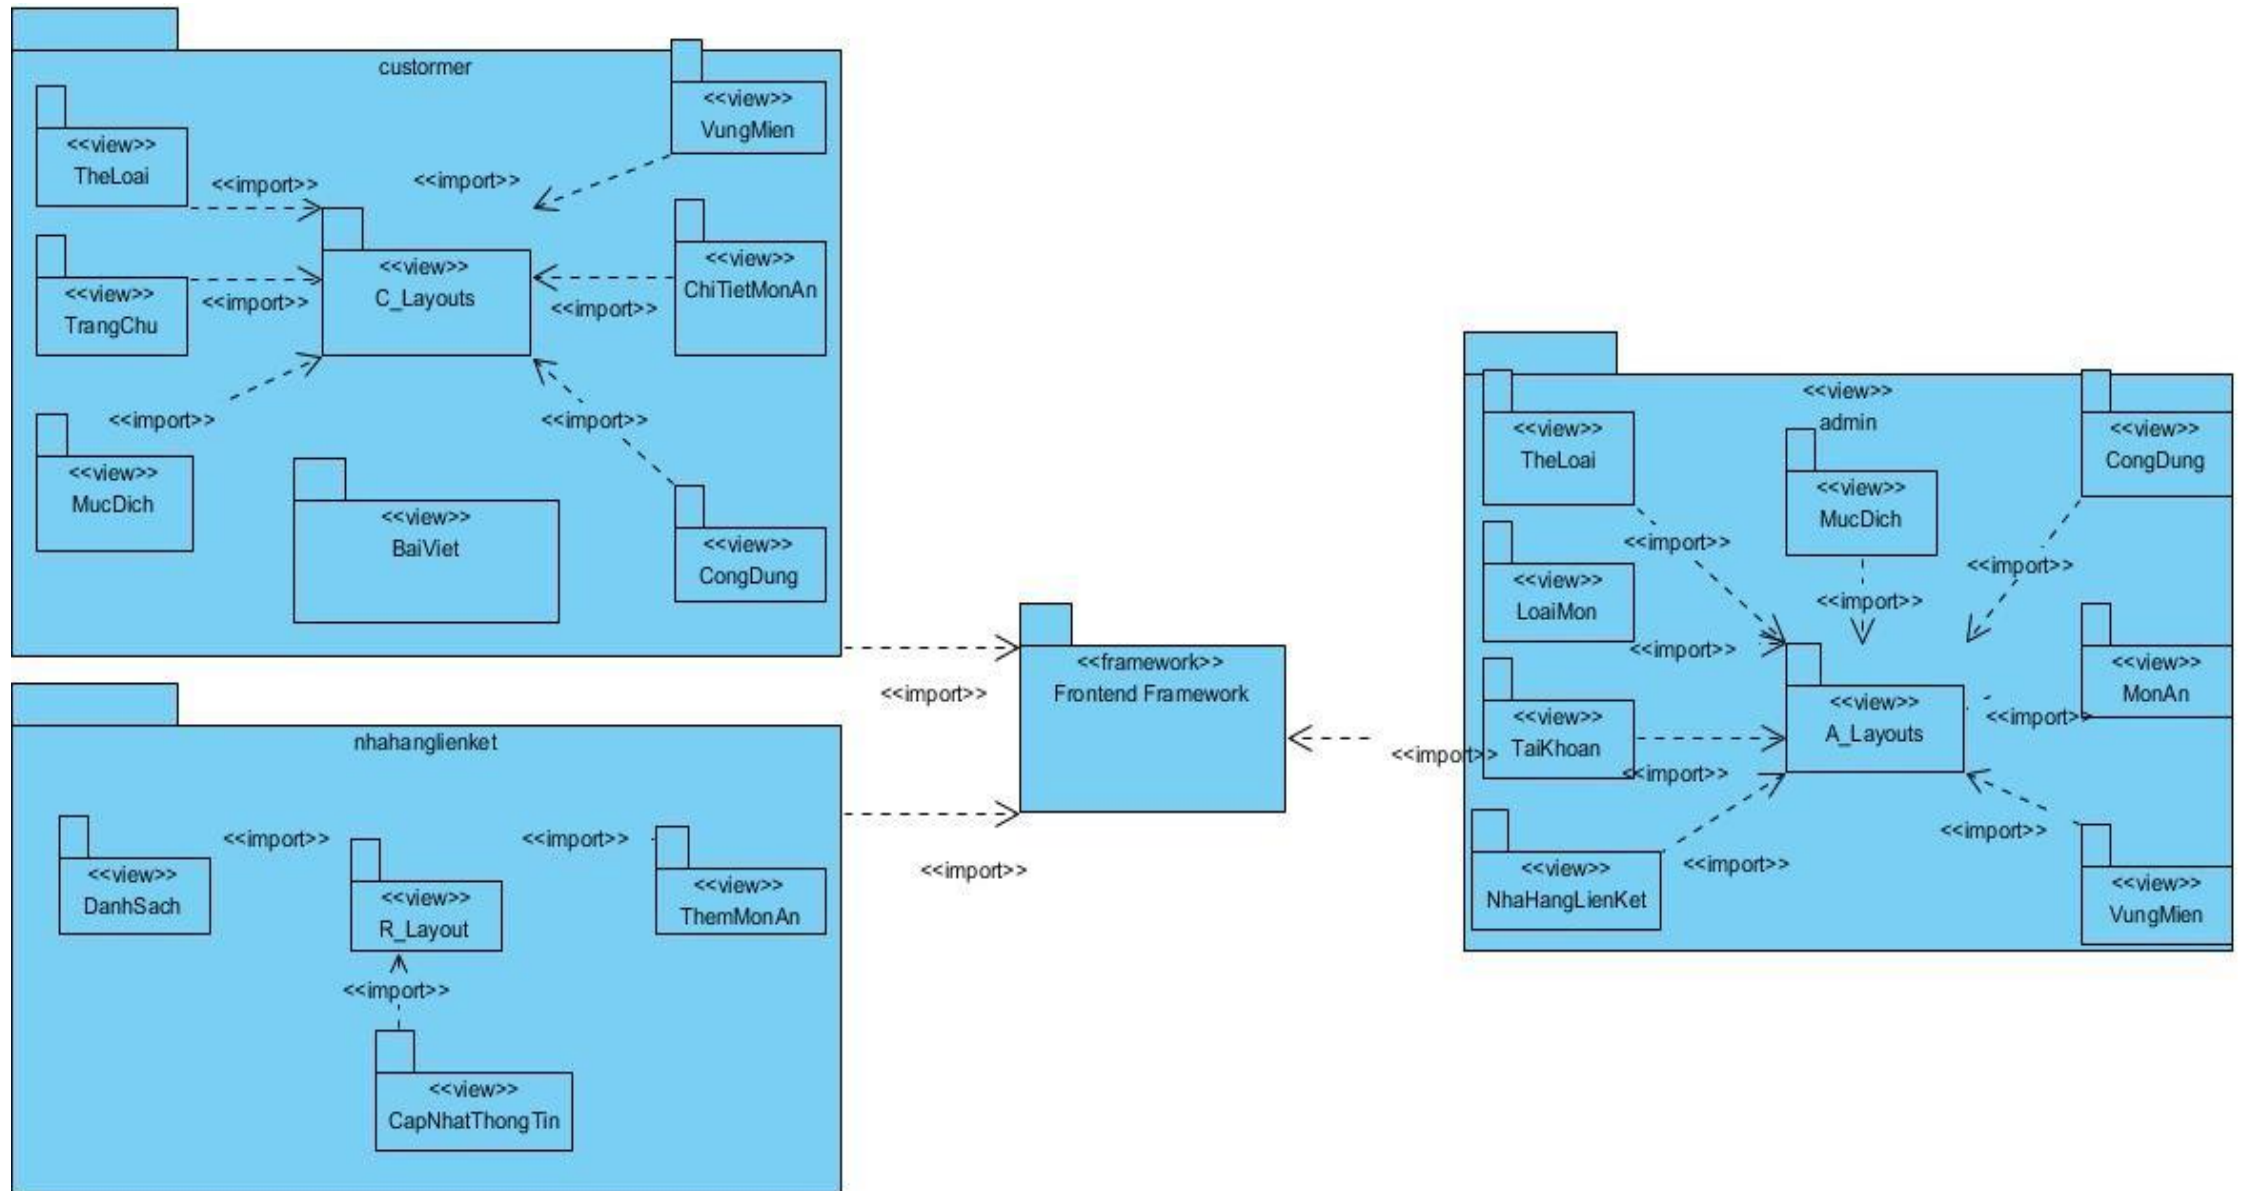 custormer
<<view>>
VungMien
<<view>>
TheLoai
<<import>>
<<import>>
<<view>>
C_Layouts
<<view>>
ChiTietMonAn
<<view>>
TrangChu
<<import>>
<<import>>
<<import>>
<<import>>
<<view>>
MucDich
<<view>>
BaiViet
<<view>>
CongDung
<<import>>
nhahanglienket
<<import>>
<<import>>
<<view>>
DanhSach
<<view>>
R_Layout
<<view>>
ThemMonAn
<<import>>
<<view>>
CapNhatThongTin
<<import>>
<<framework>>
Frontend Framework
<<import>>
<<view>>
admin
<<view>>
TheLoai
<<view>>
MucDich
<<view>>
CongDung
<<import>>
<<import>>
<<import>>
<<view>>
LoaiMon
<<import>>
<<view>>
MonAn
<<import>>
<<view>>
TaiKhoan
<<view>>
A_Layouts
<<import>>
<<import>>
<<view>>
NhaHangLienKet
<<import>>
<<view>>
VungMien